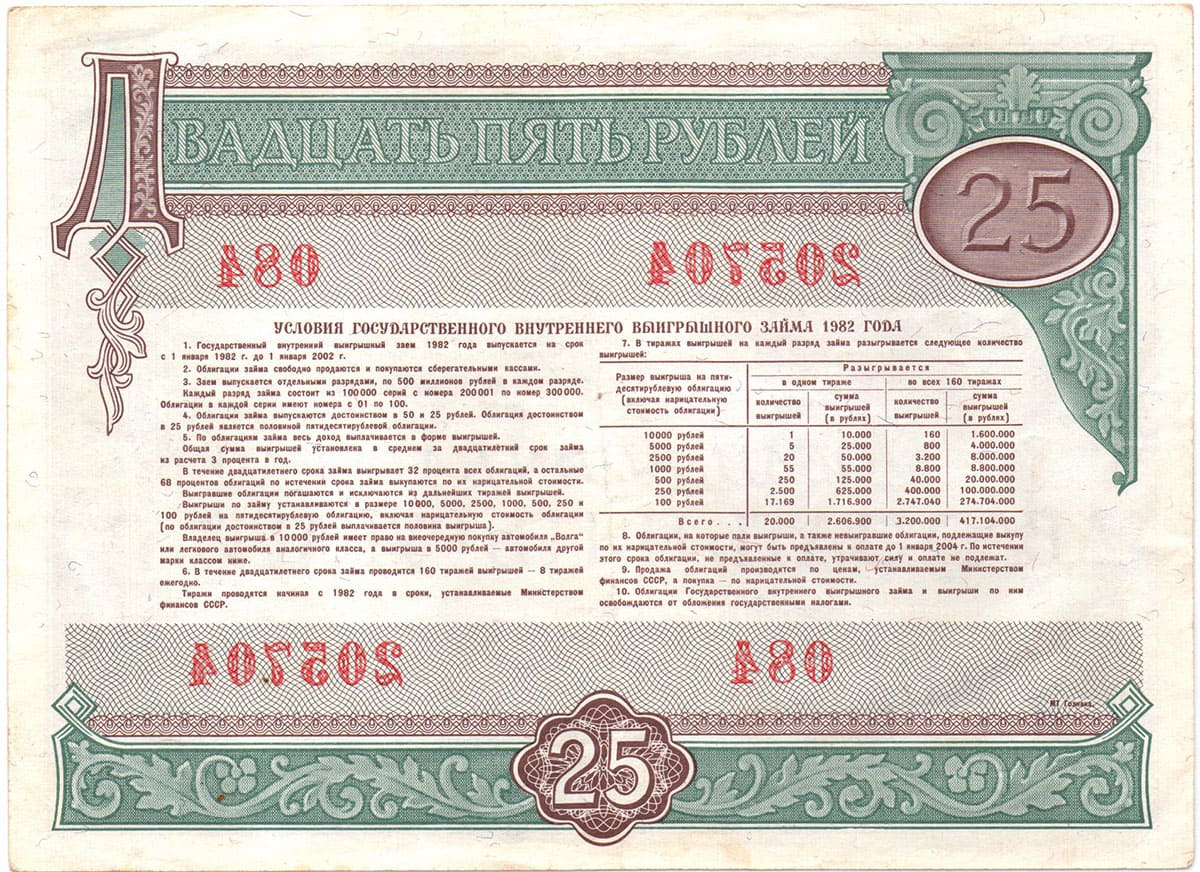 ДВАДЦАТЬ ПЯТЬ РУБЛЕЙ
25
084 205704
УСЛОВИЯ ГОСУДАРСТВЕННОГО ВНУТРЕННЕГО ВЫИГРЫШНОГО ЗАЙМА 1982 ГОДА
1. Государственный внутренний выигрышный заем 1982 года выпускается на срок
с 1 января 1982 г. до 1 января 2002 г.
2. Облигации займа свободно продаются и покупаются сберегательными кассами.
3. Заем выпускается отдельными разрядами, по 500 миллионов рублей в каждом разряде.
Каждый разряд займа состоит из 100000 серий с номера 200001 по номер 300000.
Облигации в каждой серии имеют номера с 01 по 100.
4. Облигации займа выпускаются достоинством в 50 и 25 рублей. Облигация достоинством
в 25 рублей является половиной пятидесятирублевой облигации.
5. По облигациям займа весь доход выплачивается в форме выигрышей.
Общая сумма выигрышей установлена в среднем за двадцатилетний срок займа
из расчета 3 процента в год.
В течение двадцатилетнего срока займа выигрывает 32 процента всех облигаций, а остальные
68 процентов облигаций по истечении срока займа выкупаются по их нарицательной стоимости.
Выигравшие облигации погашаются и исключаются из дальнейших тиражей выигрышей.
Выигрыши по займу устанавливаются в размере 10000, 5000, 2500, 1000, 500, 250 и
100 рублей на пятидесятирублевую облигацию, включая нарицательную стоимость облигации
(по облигации достоинством в 25 рублей выплачивается половина выигрыша).
Владелец выигрыша в 10000 рублей имеет право на внеочередную покупку автомобиля „Волга"
или легкового автомобиля аналогичного класса, а выигрыша в 5000 рублей — автомобиля другой
марки классом ниже.
6. В течение двадцатилетнего срока займа проводится 160 тиражей выигрышей — 8 тиражей
ежегодно.
Тиражи проводятся начиная с 1982 года в сроки, устанавливаемые Министерством
финансов СССР.
7. В тиражах выигрышей на каждый разряд займа разыгрывается следующее количество
выигрышей:
Размер выигрыша на пяти-
десятирублевую облигацию
(включая нарицательную
стоимость облигации)
Разыгрывается
в одном тираже во всех 160 тиражах
количество выигрышей сумма выигрышей (в рублях) количество выигрышей сумма выигрышей (в рублях)
10000 рублей 1 10.000 160 1.600.000
5000 рублей 5 25.000 800 4.000.000
2500 рублей 20 50.000 3.200 8.000.000
1000 рублей 55 55.000 8.800 8.800.000
500 рублей 250 125.000 40.000 20.000.000
250 рублей 2.500 625.000 400.000 100.000.000
100 рублей 17.169 1.716.900 2.747.040 274.704.000
Всего... 20.000 2.606.900 3.200.000 417.104.000
8. Облигации, на которые пали выигрыши, а также невыигравшие облигации, подлежащие выкупу
по их нарицательной стоимости, могут быть предъявлены к оплате до 1 января 2004 г. По истечении
этого срока облигации, не предъявленные к оплате, утрачивают силу и оплате не подлежат.
9. Продажа облигаций производится по ценам, устанавливаемым Министерством
финансов СССР, а покупка — по нарицательной стоимости.
10. Облигации Государственного внутреннего выигрышного займа и выигрыши по ним
освобождаются от обложения государственными налогами.
205704 084
МТ Гознака.
25